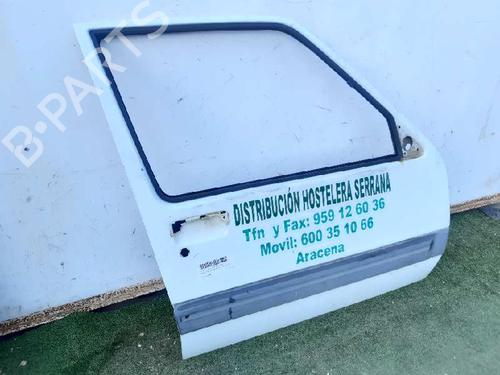 B-PARTS
DISTRIBUCIÓN HOSTELERA SERRANA
Tfn y Fax: 959 12 60 36
Movil: 600 35 10 66
Aracena